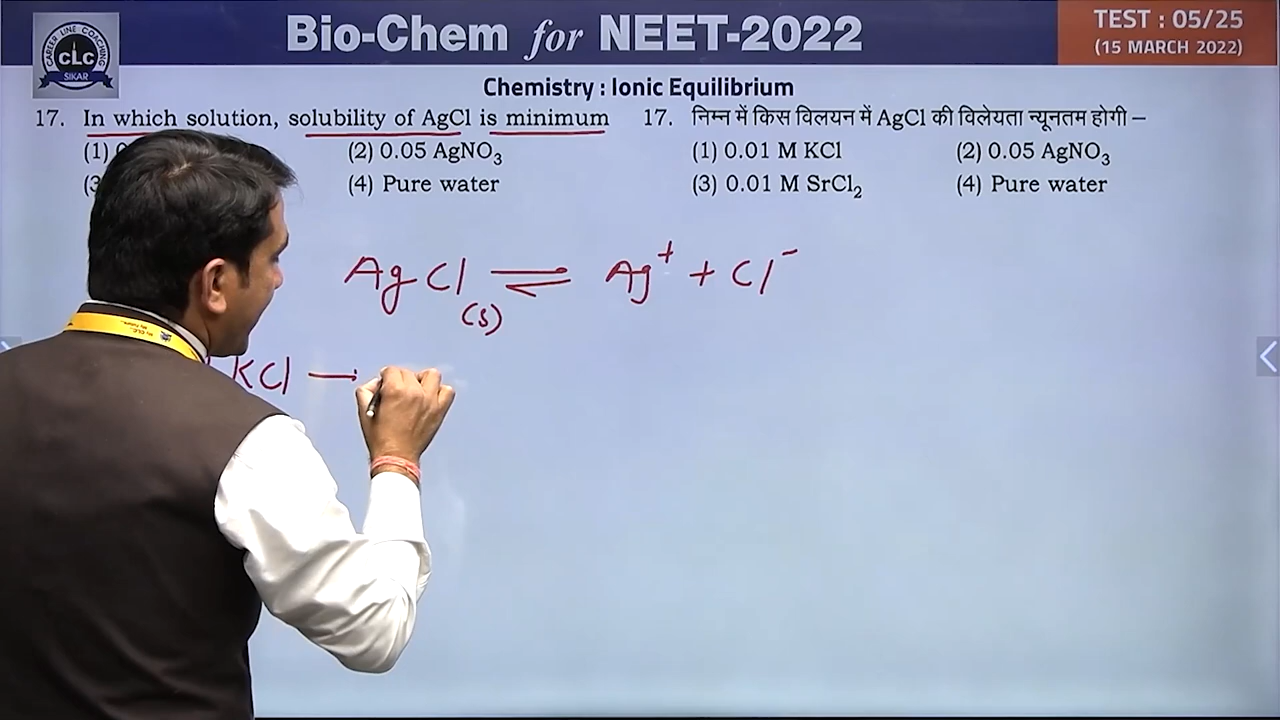 CAREER LINE COACHING
CLC
SIKAR
Bio-Chem for NEET-2022
TEST : 05/25
(15 MARCH 2022)
Chemistry : Ionic Equilibrium
17. In which solution, solubility of AgCl is minimum
(1) 0
(2) 0.05 AgNO₃
(3
(4) Pure water
17. निम्न में किस विलयन में AgCl की विलेयता न्यूनतम होगी –
(1) 0.01 M KCl
(2) 0.05 AgNO₃
(3) 0.01 M SrCl₂
(4) Pure water
AgCl(s) ⇌ Ag⁺ + Cl⁻
KCl →